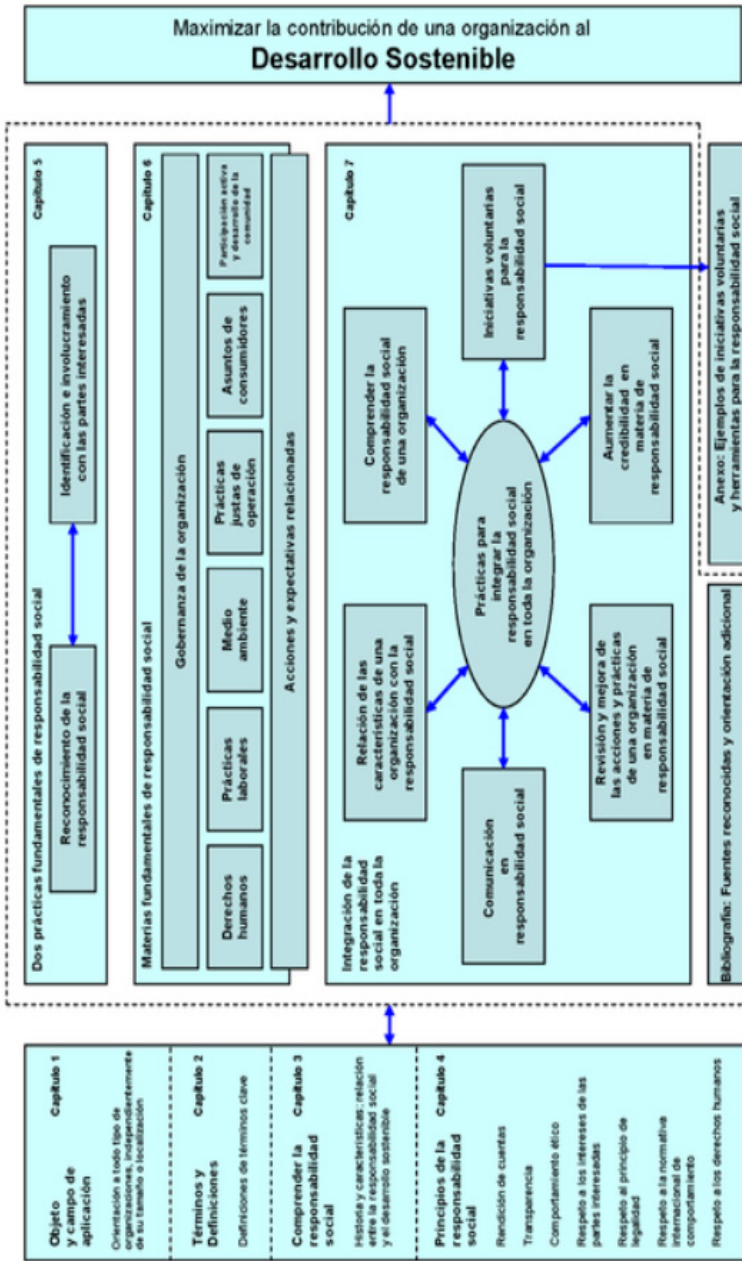 Objeto
y campo de
aplicación
Capítulo 1
Orientación a todo tipo de
organizaciones, independientemente
de su tamaño o localización
Términos y
Definiciones
Capítulo 2
Definiciones de términos clave
Comprender la
responsabilidad
social
Capítulo 3
Historia y características; relación
entre la responsabilidad social
y el desarrollo sostenible
Principios de la
responsabilidad
social
Capítulo 4
Rendición de cuentas
Transparencia
Comportamiento ético
Respeto a los intereses de las
partes interesadas
Respeto al principio de
legalidad
Respeto a la normativa
internacional de
comportamiento
Respeto a los derechos humanos
Dos prácticas fundamentales de responsabilidad social
Capítulo 5
Reconocimiento de la
responsabilidad social
Identificación e involucramiento
con las partes interesadas
Materias fundamentales de responsabilidad social
Capítulo 6
Gobernanza de la organización
Derechos
humanos
Prácticas
laborales
Medio
ambiente
Prácticas
justas de
operación
Asuntos de
consumidores
Participación activa
y desarrollo de la
comunidad
Acciones y expectativas relacionadas
Integración de la
responsabilidad
social en toda la
organización
Capítulo 7
Relación de las
características de una
organización con la
responsabilidad social
Comprender la
responsabilidad social
de una organización
Comunicación
en
responsabilidad social
Prácticas para
integrar la
responsabilidad social
en toda la organización
Iniciativas voluntarias
para la
responsabilidad social
Revisión y mejora de
las acciones y prácticas
de una organización
en materia de
responsabilidad social
Aumentar la
credibilidad en
materia de
responsabilidad social
Bibliografía: Fuentes reconocidas y orientación adicional
Anexo: Ejemplos de iniciativas voluntarias
y herramientas para la responsabilidad social
Maximizar la contribución de una organización al
Desarrollo Sostenible